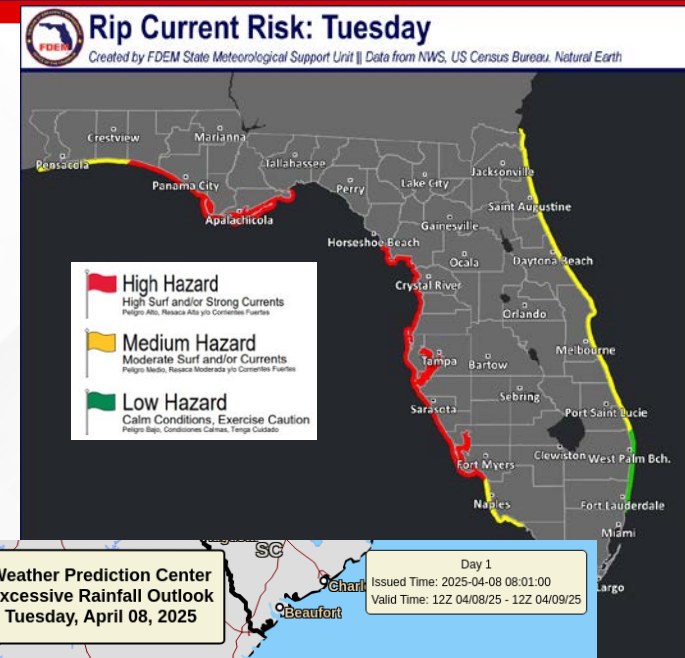 FDEM
Rip Current Risk: Tuesday
Created by FDEM State Meteorological Support Unit || Data from NWS, US Census Bureau, Natural Earth
Crestview
Marianna
Pensacola
Tallahassee
Jacksonville
Panama City
Perry
Lake City
Apalachicola
Saint Augustine
Gainesville
Horseshoe Beach
Ocala
Daytona Beach
Crystal River
High Hazard
High Surf and/or Strong Currents
Peligro Alto, Resaca Alta y/o Corrientes Fuertes
Orlando
Medium Hazard
Moderate Surf and/or Currents
Peligro Medio, Resaca Moderada y/o Corrientes Fuertes
Melbourne
Tampa
Bartow
Low Hazard
Calm Conditions, Exercise Caution
Peligro Bajo, Condiciones Calmas, Tenga Cuidado
Sebring
Sarasota
Port Saint Lucie
Clewiston
West Palm Bch.
Fort Myers
Naples
Fort Lauderdale
Miami
Largo
SC
Weather Prediction Center
Excessive Rainfall Outlook
Tuesday, April 08, 2025
Beaufort
Day 1
Issued Time: 2025-04-08 08:01:00
Valid Time: 12Z 04/08/25 - 12Z 04/09/25